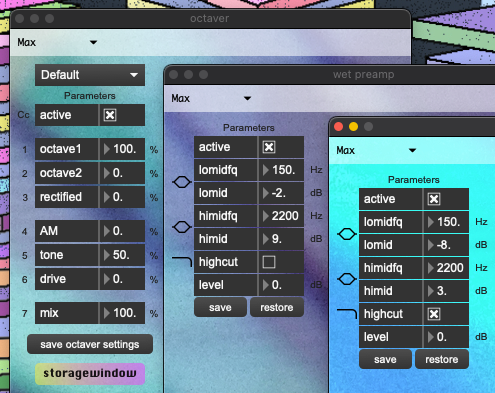 octaver
Max
Default
Parameters
Cc active
1 octave1 100. %
2 octave2 0. %
3 rectified 0. %
4 AM 0. %
5 tone 50. %
6 drive 0. %
7 mix 100. %
save octaver settings
storagewindow
wet preamp
Max
Parameters
active
lomidfq 150. Hz
lomid -2. dB
himidfq 2200 Hz
himid 9. dB
highcut
level 0. dB
save restore
Max
Parameters
active
lomidfq 150. Hz
lomid -8. dB
himidfq 2200 Hz
himid 3. dB
highcut
level 0. dB
save restore